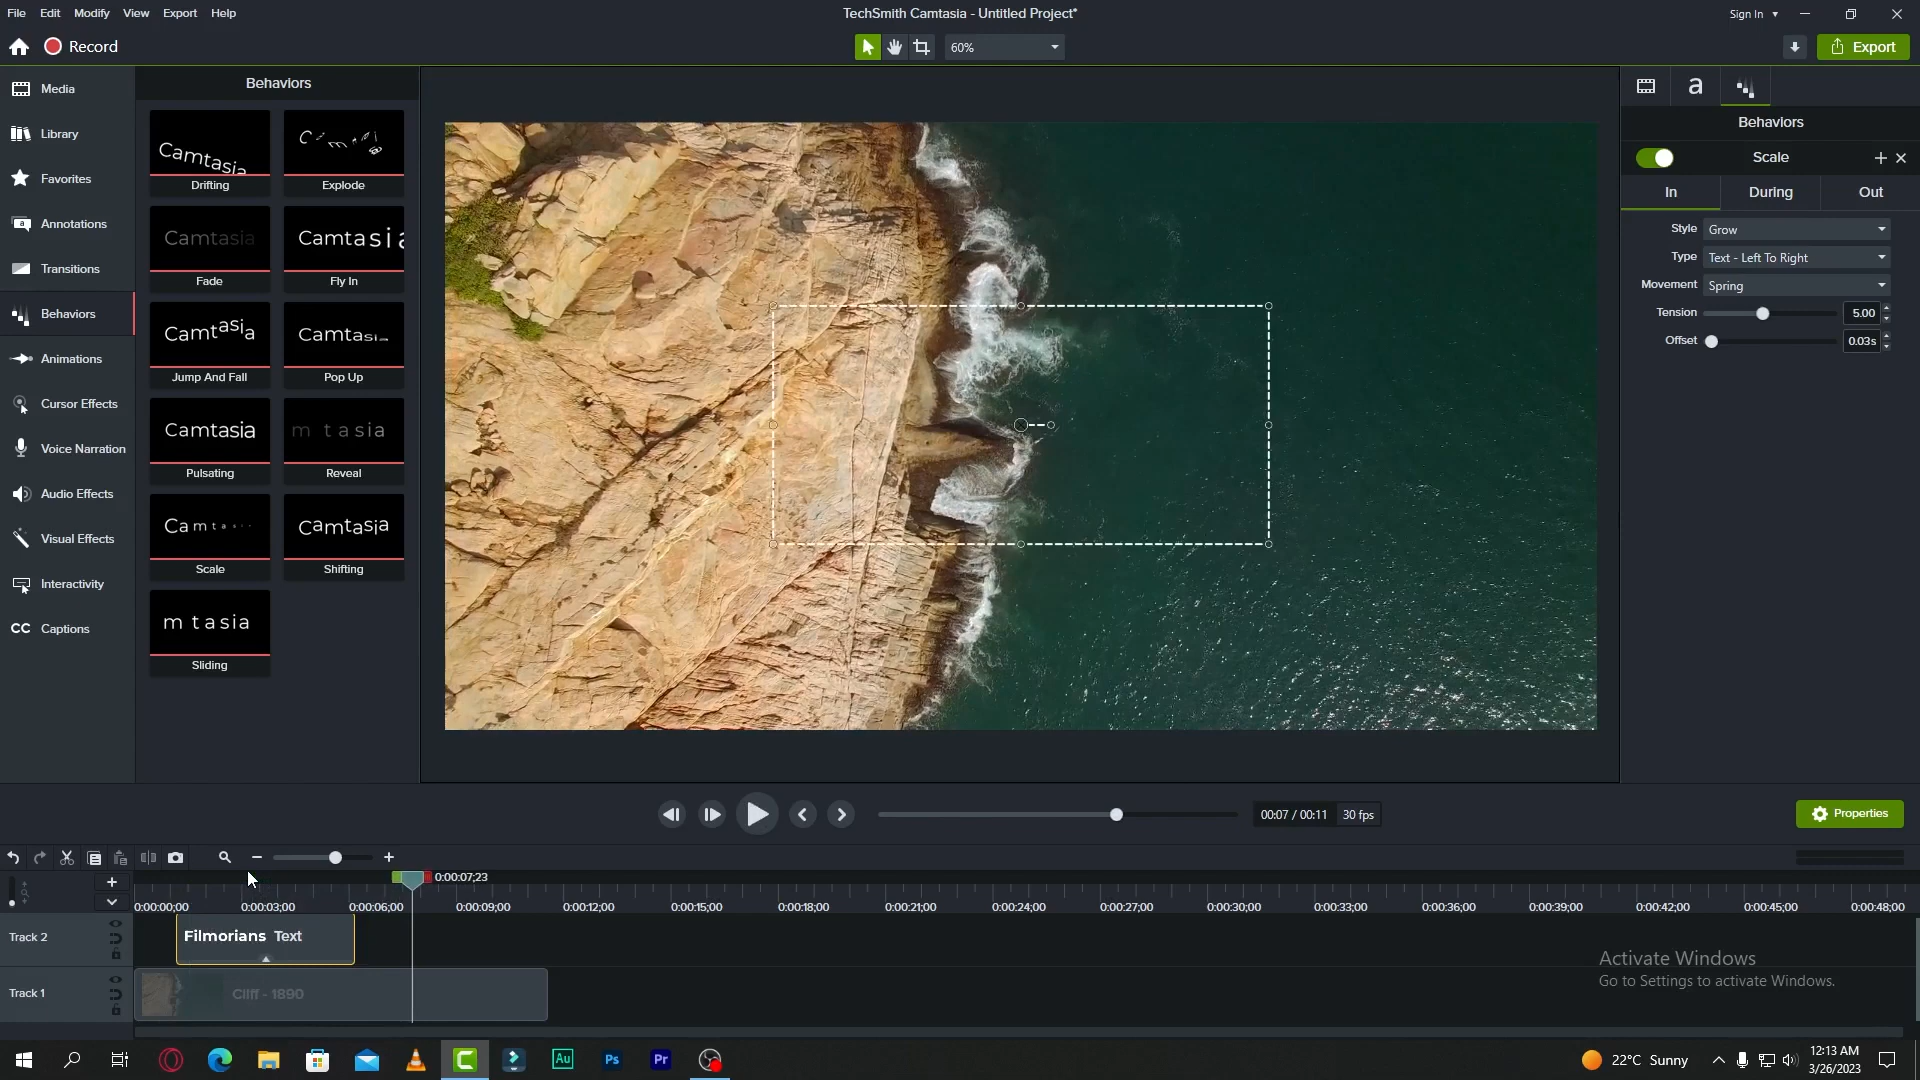 File Edit Modify View Export Help
TechSmith Camtasia - Untitled Project*
Sign In
Record
60%
Export
Media
Library
Favorites
Annotations
Transitions
Behaviors
Animations
Cursor Effects
Voice Narration
Audio Effects
Visual Effects
Interactivity
CC Captions
Behaviors
Camtasia
Drifting
Explode
Camtasia
Fade
Camtasia
Fly In
Camtasia
Jump And Fall
Camtasia
Pop Up
Camtasia
Pulsating
m t a s i a
Reveal
Camta
Scale
Camtasia
Shifting
m t a s i a
Sliding
a
Behaviors
Scale
In During Out
Style Grow
Type Text - Left To Right
Movement Spring
Tension 5.00
Offset 0.03s
00:07 / 00:11 30 fps
Properties
0:00:07;23
0:00:00;00 0:00:03;00 0:00:06;00 0:00:09;00 0:00:12;00 0:00:15;00 0:00:18;00 0:00:21;00 0:00:24;00 0:00:27;00 0:00:30;00 0:00:33;00 0:00:36;00 0:00:39;00 0:00:42;00 0:00:45;00 0:00:48;00
Track 2
Filmorians Text
Track 1
Cliff - 1890
Activate Windows
Go to Settings to activate Windows.
C
Au
Ps
Pr
22°C Sunny
12:13 AM
3/26/2023